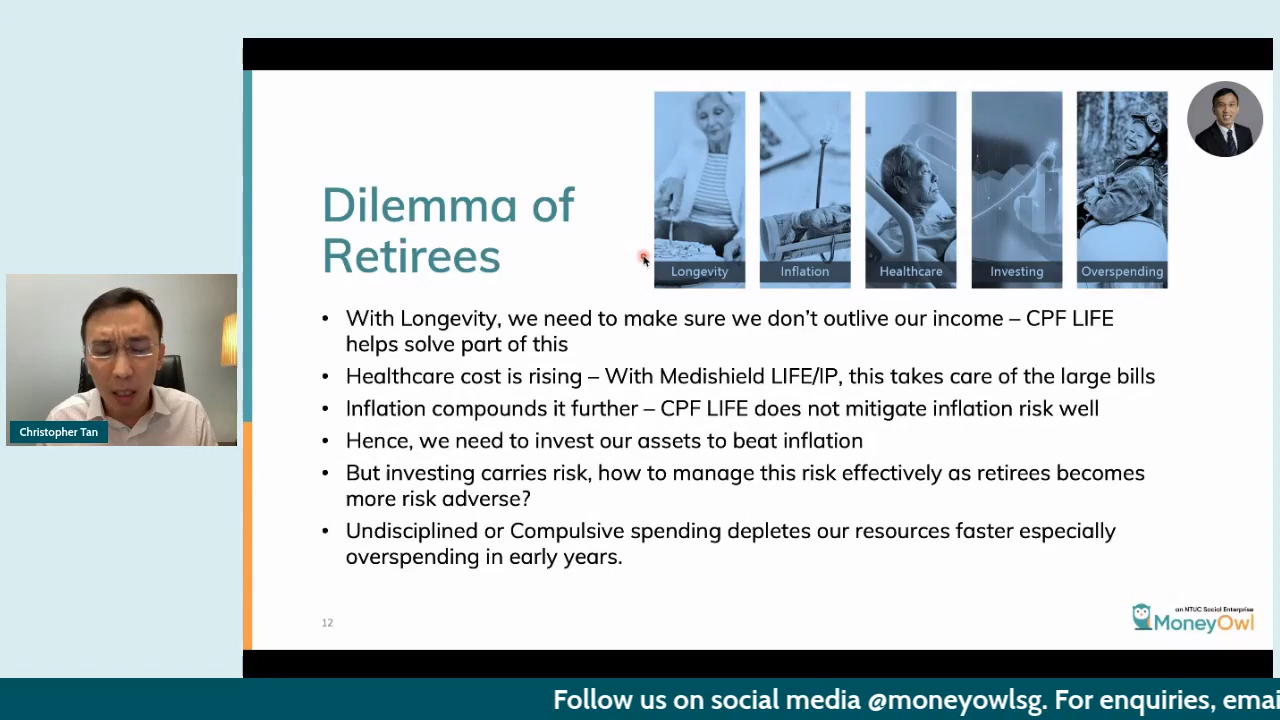 Dilemma of
Retirees
Longevity
Inflation
Healthcare
Investing
Overspending
• With Longevity, we need to make sure we don’t outlive our income – CPF LIFE
helps solve part of this
• Healthcare cost is rising – With Medishield LIFE/IP, this takes care of the large bills
• Inflation compounds it further – CPF LIFE does not mitigate inflation risk well
• Hence, we need to invest our assets to beat inflation
• But investing carries risk, how to manage this risk effectively as retirees becomes
more risk adverse?
• Undisciplined or Compulsive spending depletes our resources faster especially
overspending in early years.
Christopher Tan
12
an NTUC Social Enterprise
MoneyOwl
Follow us on social media @moneyowlsg. For enquiries, emai